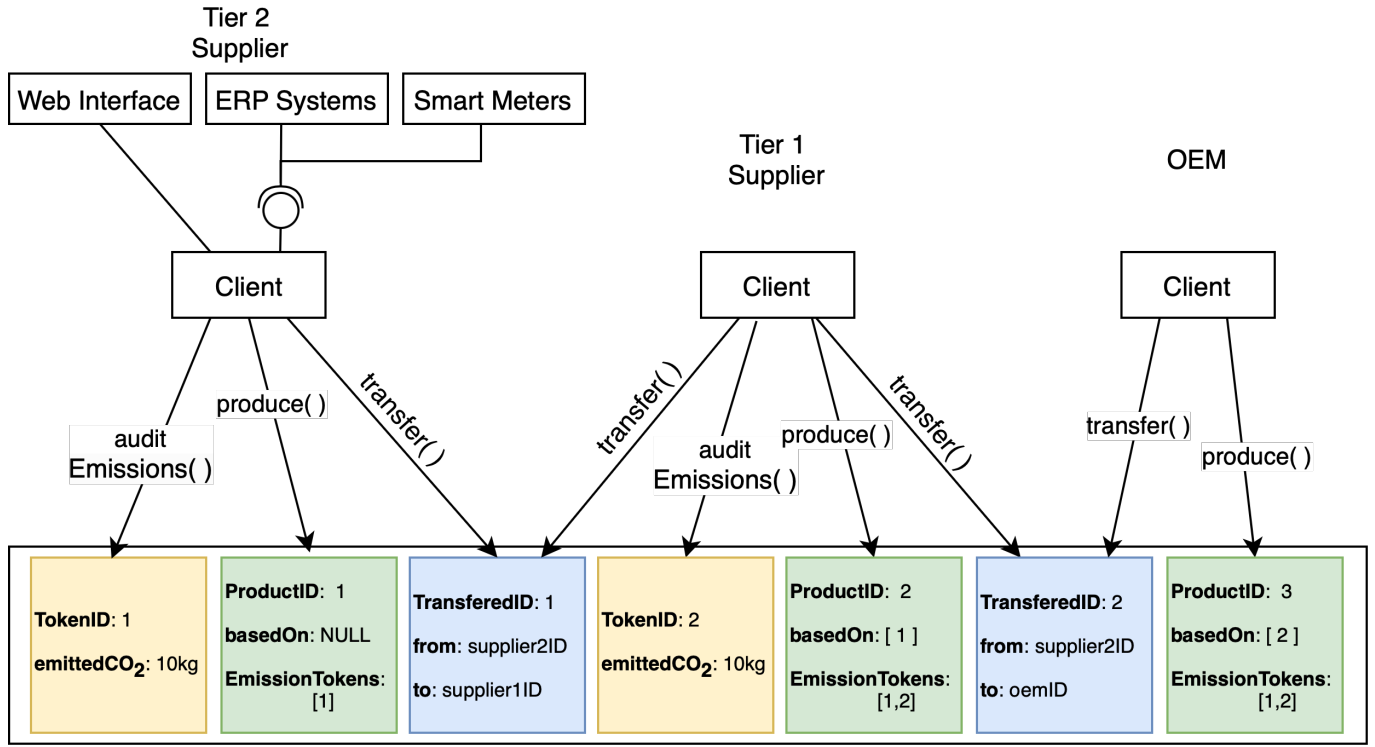 Tier 2
Supplier
Web Interface
ERP Systems
Smart Meters
Tier 1
Supplier
OEM
Client
Client
Client
audit
Emissions( )
produce( )
transfer( )
transfer( )
audit
Emissions( )
produce( )
transfer( )
transfer( )
produce( )
TokenID: 1
emittedCO2: 10kg
ProductID: 1
basedOn: NULL
EmissionTokens:
[1]
TransferedID: 1
from: supplier2ID
to: supplier1ID
TokenID: 2
emittedCO2: 10kg
ProductID: 2
basedOn: [ 1 ]
EmissionTokens:
[1,2]
TransferedID: 2
from: supplier2ID
to: oemID
ProductID: 3
basedOn: [ 2 ]
EmissionTokens:
[1,2]